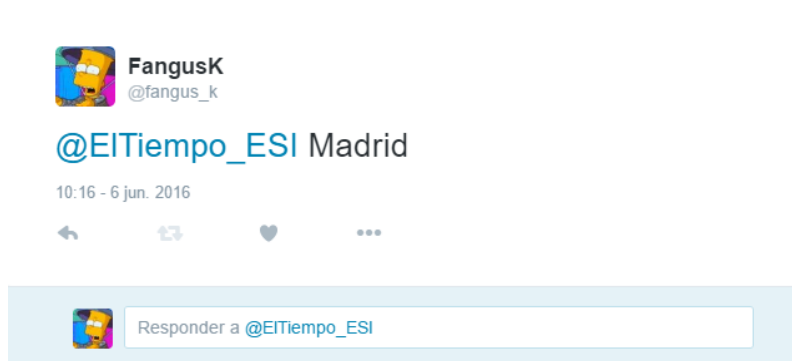 FangusK
@fangus_k
@ElTiempo_ESI Madrid
10:16 - 6 jun. 2016
Responder a @ElTiempo_ESI